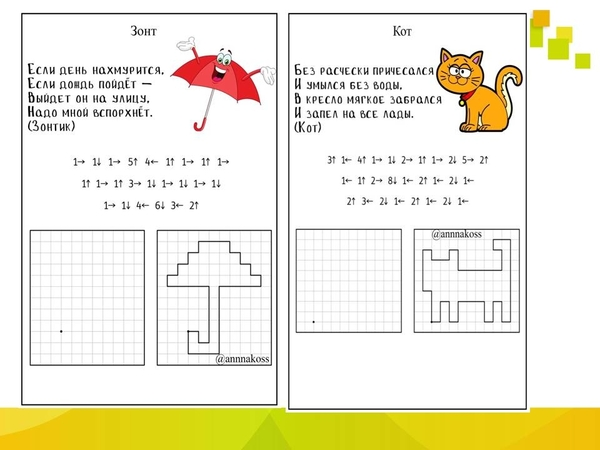 Зонт
Если день нахмурится,
Если дождь пойдёт –
Выйдет он на улицу,
Надо мной вспорхнёт.
(Зонтик)
1→ 1↓ 1→ 5↑ 4← 1↑ 1→ 1↑ 1→
1↑ 1→ 1↑ 3→ 1↓ 1→ 1↓ 1→ 1↓
1→ 1↓ 4← 6↓ 3← 2↑
@annnakoss
Кот
Без расчески причесался
И умылся без воды,
В кресло мягкое забрался
И запел на все лады.
(Кот)
3↑ 1← 4↑ 1→ 1↓ 2→ 1↑ 1→ 2↓ 5→ 2↑
1← 1↑ 2→ 8↓ 1← 2↑ 1← 2↓ 1←
2↑ 3← 2↓ 1← 2↑ 1← 2↓ 1←
@annnakoss